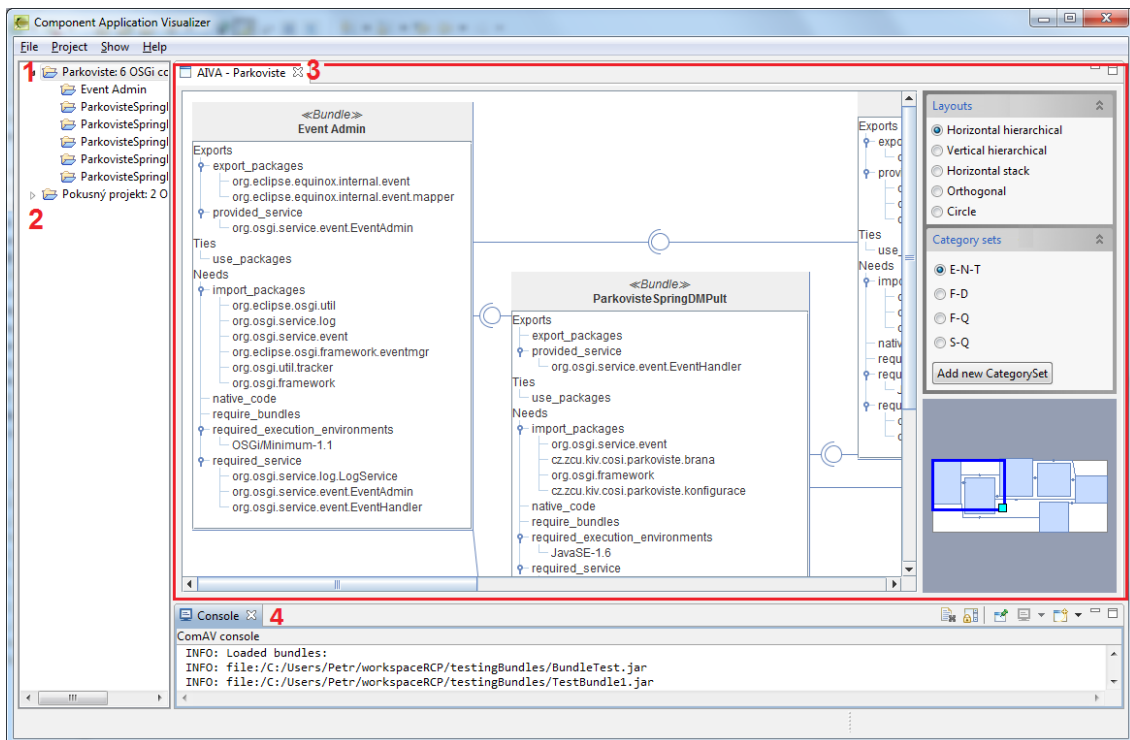 Component Application Visualizer
File Project Show Help
1
Parkoviste: 6 OSGi cc
Event Admin
ParkovisteSpringl
ParkovisteSpringl
ParkovisteSpringl
ParkovisteSpringl
ParkovisteSpringl
Pokusný projekt: 2 O
2
AIVA - Parkoviste 3
≪Bundle≫
Event Admin
Exports
export_packages
org.eclipse.equinox.internal.event
org.eclipse.equinox.internal.event.mapper
provided_service
org.osgi.service.event.EventAdmin
Ties
use_packages
Needs
import_packages
org.eclipse.osgi.util
org.osgi.service.log
org.osgi.service.event
org.eclipse.osgi.framework.eventmgr
org.osgi.util.tracker
org.osgi.framework
native_code
require_bundles
required_execution_environments
OSGi/Minimum-1.1
required_service
org.osgi.service.log.LogService
org.osgi.service.event.EventAdmin
org.osgi.service.event.EventHandler
≪Bundle≫
ParkovisteSpringDMPult
Exports
export_packages
provided_service
org.osgi.service.event.EventHandler
Ties
use_packages
Needs
import_packages
org.osgi.service.event
cz.zcu.kiv.cosi.parkoviste.brana
org.osgi.framework
cz.zcu.kiv.cosi.parkoviste.konfigurace
native_code
require_bundles
required_execution_environments
JavaSE-1.6
required_service
Exports
expo
prov
Ties
use_
Needs
impo
nativ
requ
requ
requ
Layouts
Horizontal hierarchical
Vertical hierarchical
Horizontal stack
Orthogonal
Circle
Category sets
E-N-T
F-D
F-Q
S-Q
Add new CategorySet
Console 4
ComAV console
INFO: Loaded bundles:
INFO: file:/C:/Users/Petr/workspaceRCP/testingBundles/BundleTest.jar
INFO: file:/C:/Users/Petr/workspaceRCP/testingBundles/TestBundle1.jar